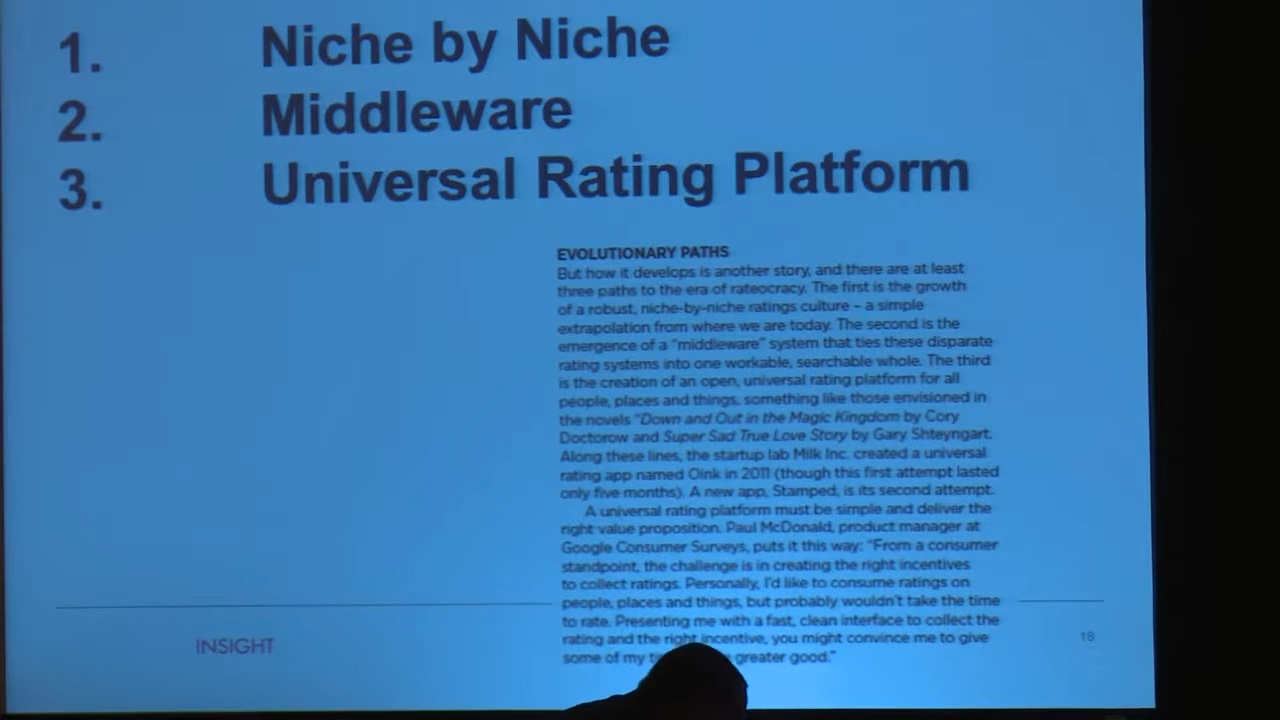 1. Niche by Niche
2. Middleware
3. Universal Rating Platform
EVOLUTIONARY PATHS
But how it develops is another story, and there are at least
three paths to the era of rateocracy. The first is the growth
of a robust, niche-by-niche ratings culture – a simple
extrapolation from where we are today. The second is the
emergence of a "middleware" system that ties these disparate
rating systems into one workable, searchable whole. The third
is the creation of an open, universal rating platform for all
people, places and things, something like those envisioned in
the novels "Down and Out in the Magic Kingdom by Cory
Doctorow and Super Sad True Love Story by Gary Shteyngart.
Along these lines, the startup lab Milk Inc. created a universal
rating app named Oink in 2011 (though this first attempt lasted
only five months). A new app, Stamped, is its second attempt.
A universal rating platform must be simple and deliver the
right value proposition. Paul McDonald, product manager at
Google Consumer Surveys, puts it this way: "From a consumer
standpoint, the challenge is in creating the right incentives
to collect ratings. Personally, I'd like to consume ratings on
people, places and things, but probably wouldn't take the time
to rate. Presenting me with a fast, clean interface to collect the
rating and the right incentive, you might convince me to give
some of my greater good."
INSIGHT
18